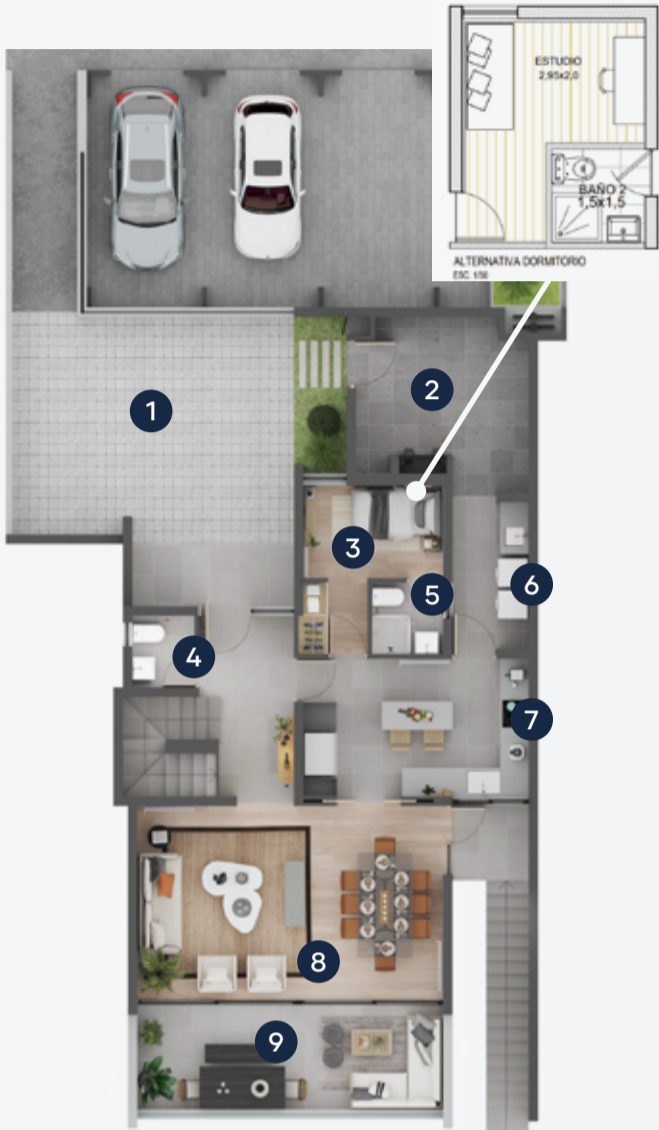 ESTUDIO
2,95x2,0
BAÑO 2
1,5x1,5
ALTERNATIVA DORMITORIO
ESC. 1/50
1
2
3
4
5
6
7
8
9